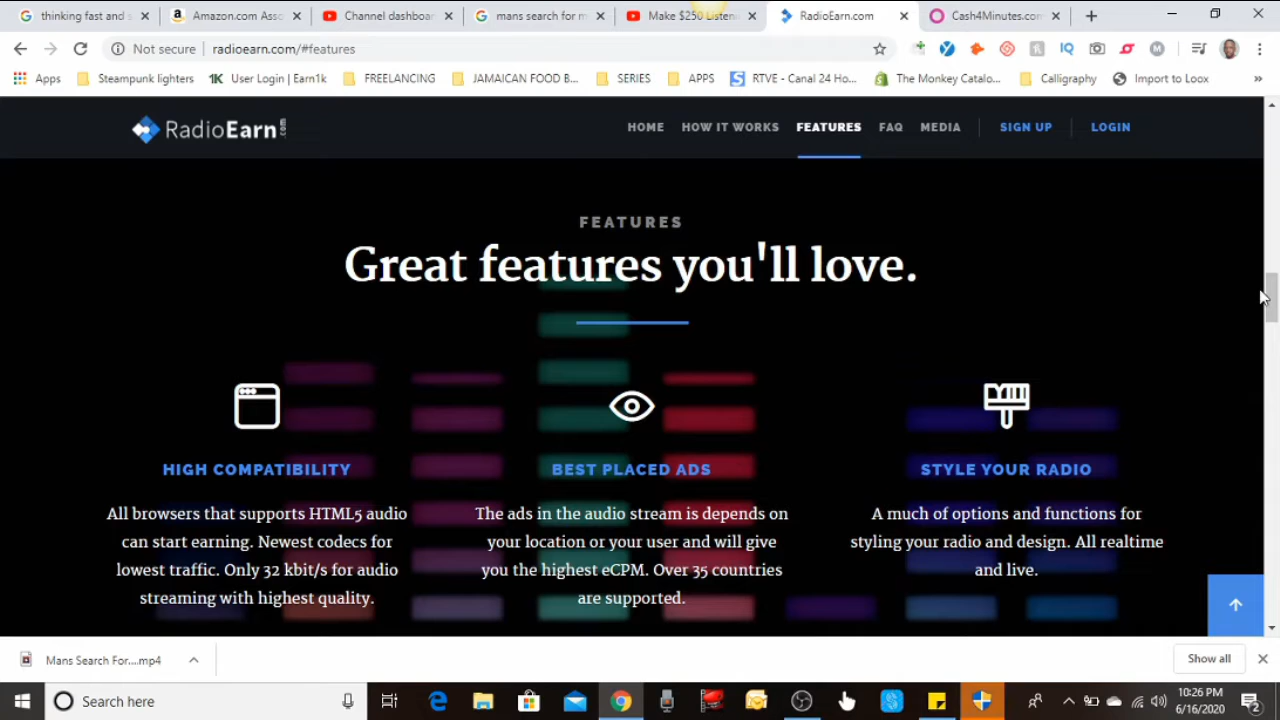 thinking fast and s
Amazon.com Asso
Channel dashboa
mans search for m
Make $250 Listen
RadioEarn.com
Cash4Minutes.com
Not secure
radioearn.com/#features
Apps
Steampunk lighters
1K User Login | Earn1k
FREELANCING
JAMAICAN FOOD B...
SERIES
APPS
RTVE - Canal 24 Ho...
The Monkey Catalo...
Calligraphy
Import to Loox
»
RadioEarn.com
HOME
HOW IT WORKS
FEATURES
FAQ
MEDIA
SIGN UP
LOGIN
FEATURES
Great features you'll love.
HIGH COMPATIBILITY
All browsers that supports HTML5 audio
can start earning. Newest codecs for
lowest traffic. Only 32 kbit/s for audio
streaming with highest quality.
BEST PLACED ADS
The ads in the audio stream is depends on
your location or your user and will give
you the highest eCPM. Over 35 countries
are supported.
STYLE YOUR RADIO
A much of options and functions for
styling your radio and design. All realtime
and live.
Mans Search For....mp4
Show all
Search here
10:26 PM
6/16/2020
2